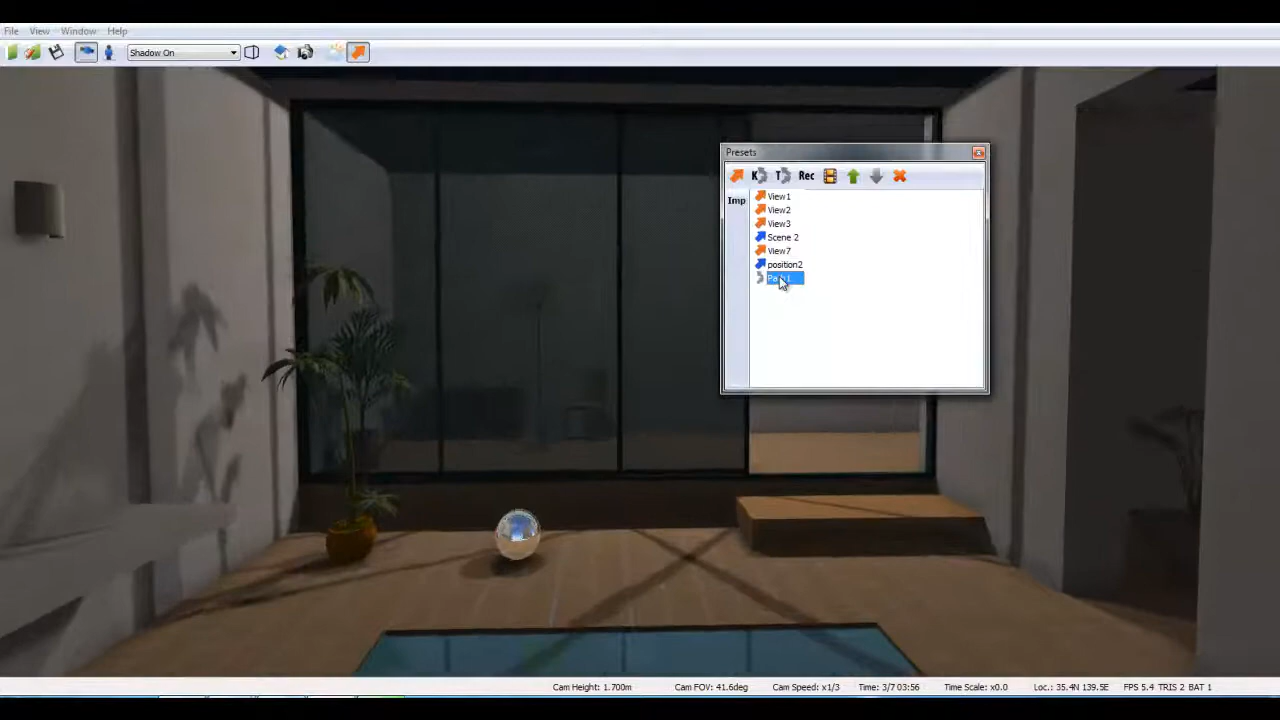 File View Window Help
Shadow On
Presets
K T Rec
Imp
View1
View2
View3
Scene 2
View7
position2
Cam Height: 1.700m Cam FOV: 41.6deg Cam Speed: x1/3 Time: 3/7 03:56 Time Scale: x0.0 Loc.: 35.4N 139.5E FPS 5.4 TRIS 2 BAT 1